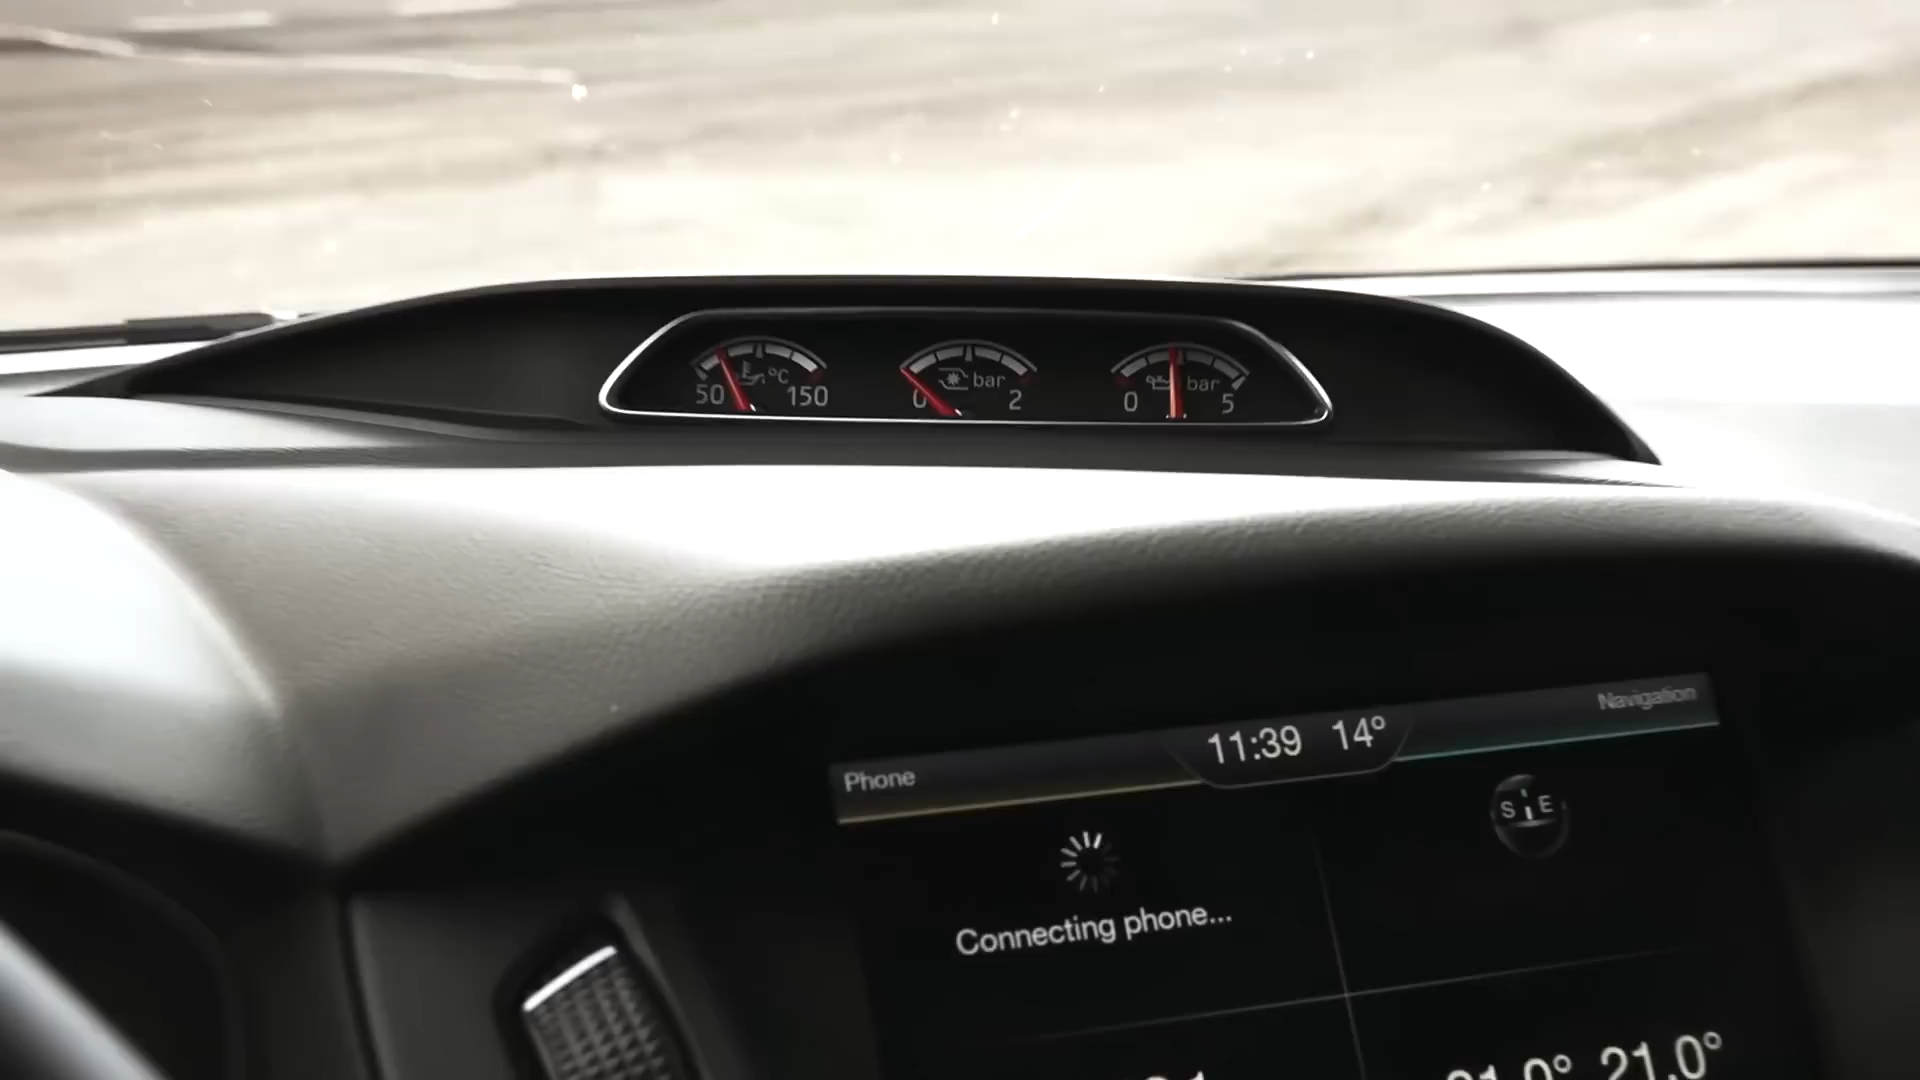 50 °C 150
0 bar 2
0 bar 5
Phone
11:39 14°
Navigation
S E
Connecting phone...
21.0°